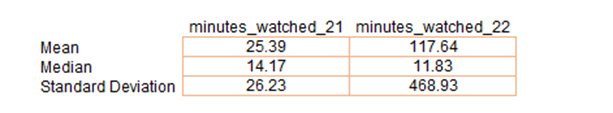 minutes_watched_21 minutes_watched_22
Mean 25.39 117.64
Median 14.17 11.83
Standard Deviation 26.23 468.93